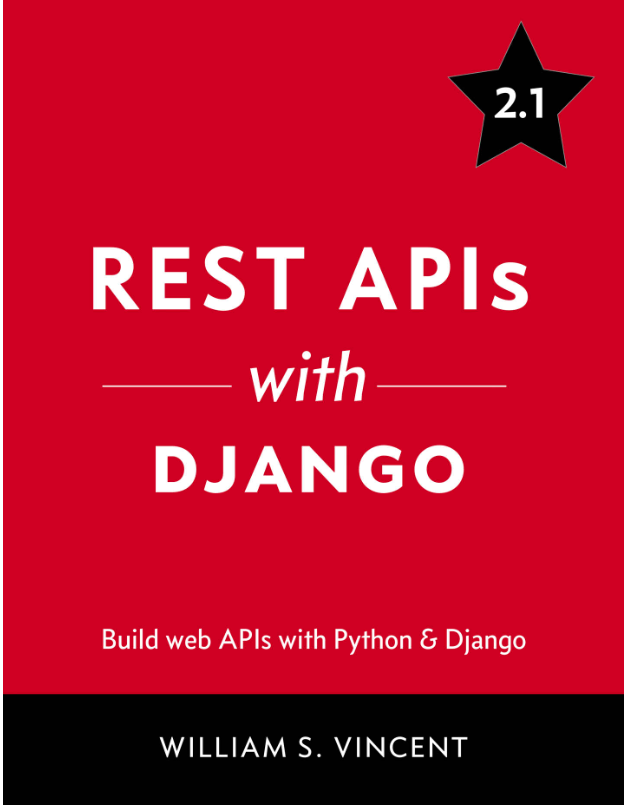 2.1
REST APIs
with
DJANGO
Build web APIs with Python & Django
WILLIAM S. VINCENT